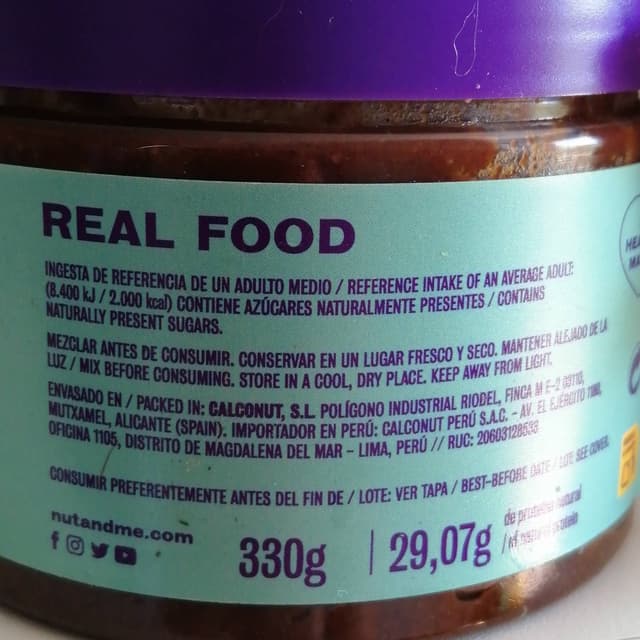 REAL FOOD
INGESTA DE REFERENCIA DE UN ADULTO MEDIO / REFERENCE INTAKE OF AN AVERAGE ADULT:
(8.400 kJ / 2.000 kcal) CONTIENE AZÚCARES NATURALMENTE PRESENTES / CONTAINS
NATURALLY PRESENT SUGARS.
MEZCLAR ANTES DE CONSUMIR. CONSERVAR EN UN LUGAR FRESCO Y SECO. MANTENER ALEJADO DE LA
LUZ / MIX BEFORE CONSUMING. STORE IN A COOL, DRY PLACE. KEEP AWAY FROM LIGHT.
ENVASADO EN / PACKED IN: CALCONUT, S.L. POLÍGONO INDUSTRIAL RIODEL, FINCA M E-2 03110,
MUTXAMEL, ALICANTE (SPAIN). IMPORTADOR EN PERÚ: CALCONUT PERÚ S.A.C. - AV. EL EJÉRCITO
OFICINA 1105, DISTRITO DE MAGDALENA DEL MAR - LIMA, PERÚ // RUC: 20603128533
CONSUMIR PREFERENTEMENTE ANTES DEL FIN DE / LOTE: VER TAPA / BEST-BEFORE DATE / LOT: SEE COVER.
nutandme.com
330g | 29,07g
de proteína natural
/ of natural protein